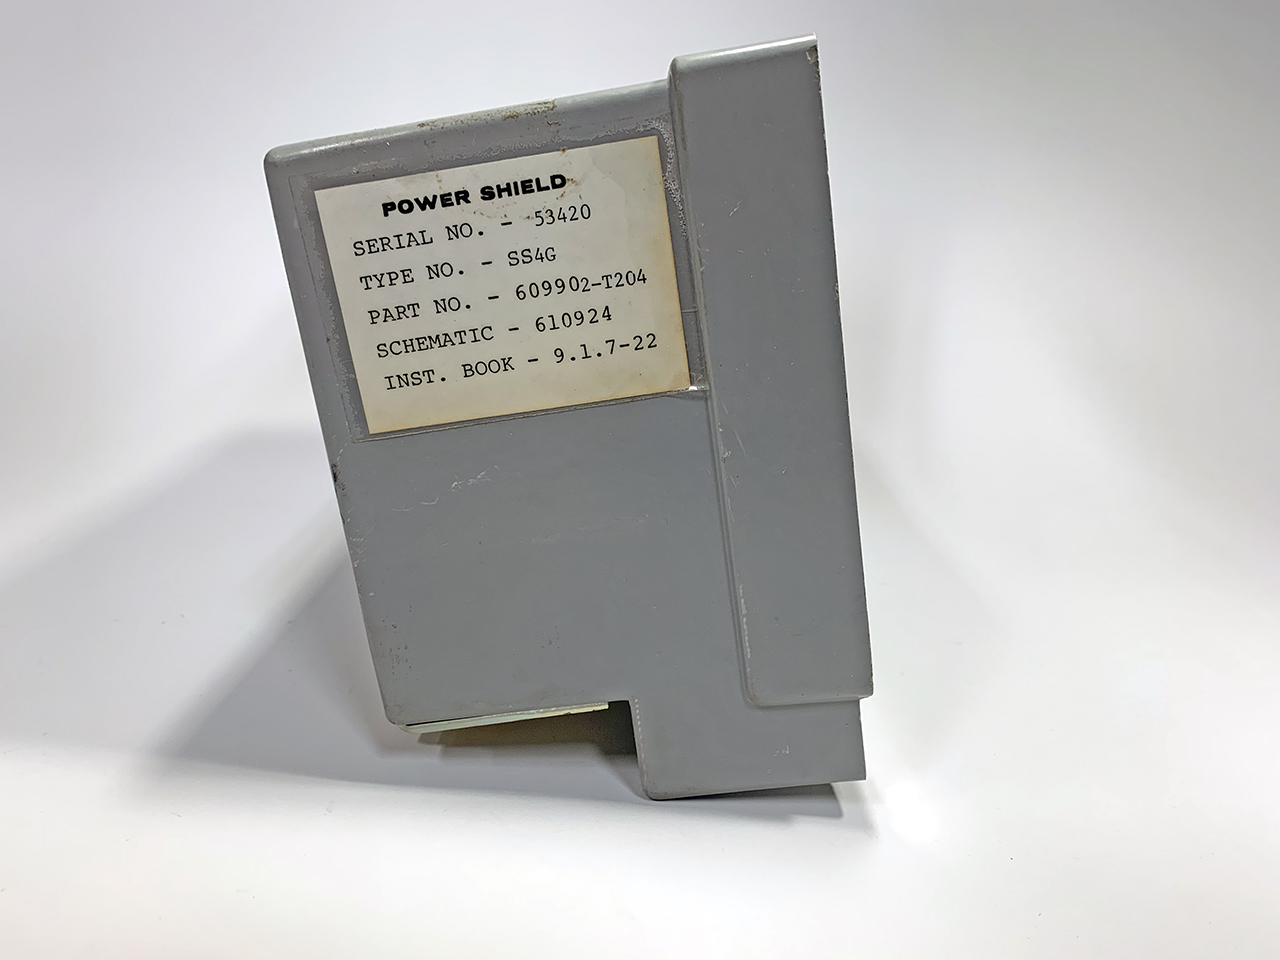 POWER SHIELD
SERIAL NO. - 53420
TYPE NO. - SS4G
PART NO. - 609902-T204
SCHEMATIC - 610924
INST. BOOK - 9.1.7-22